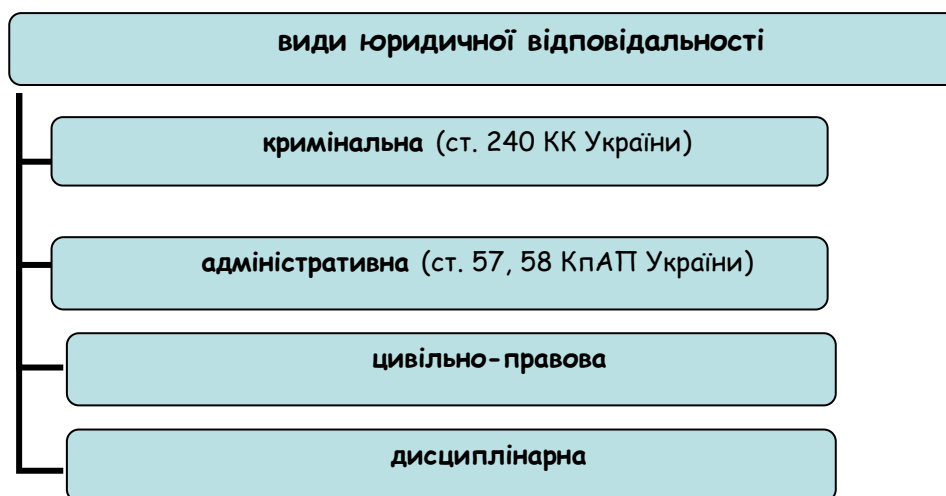 види юридичної відповідальності
кримінальна (ст. 240 КК України)
адміністративна (ст. 57, 58 КпАП України)
цивільно-правова
дисциплінарна